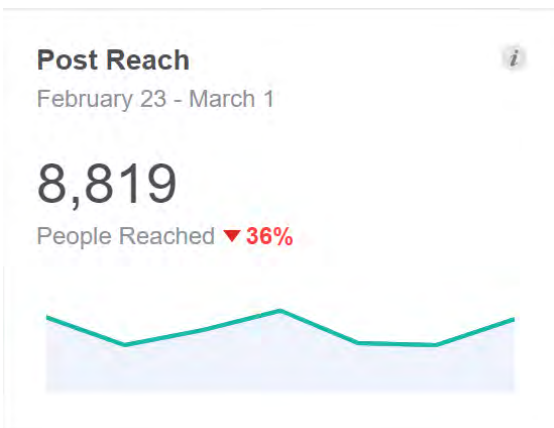 Post Reach
i
February 23 - March 1
8,819
People Reached ▼ 36%